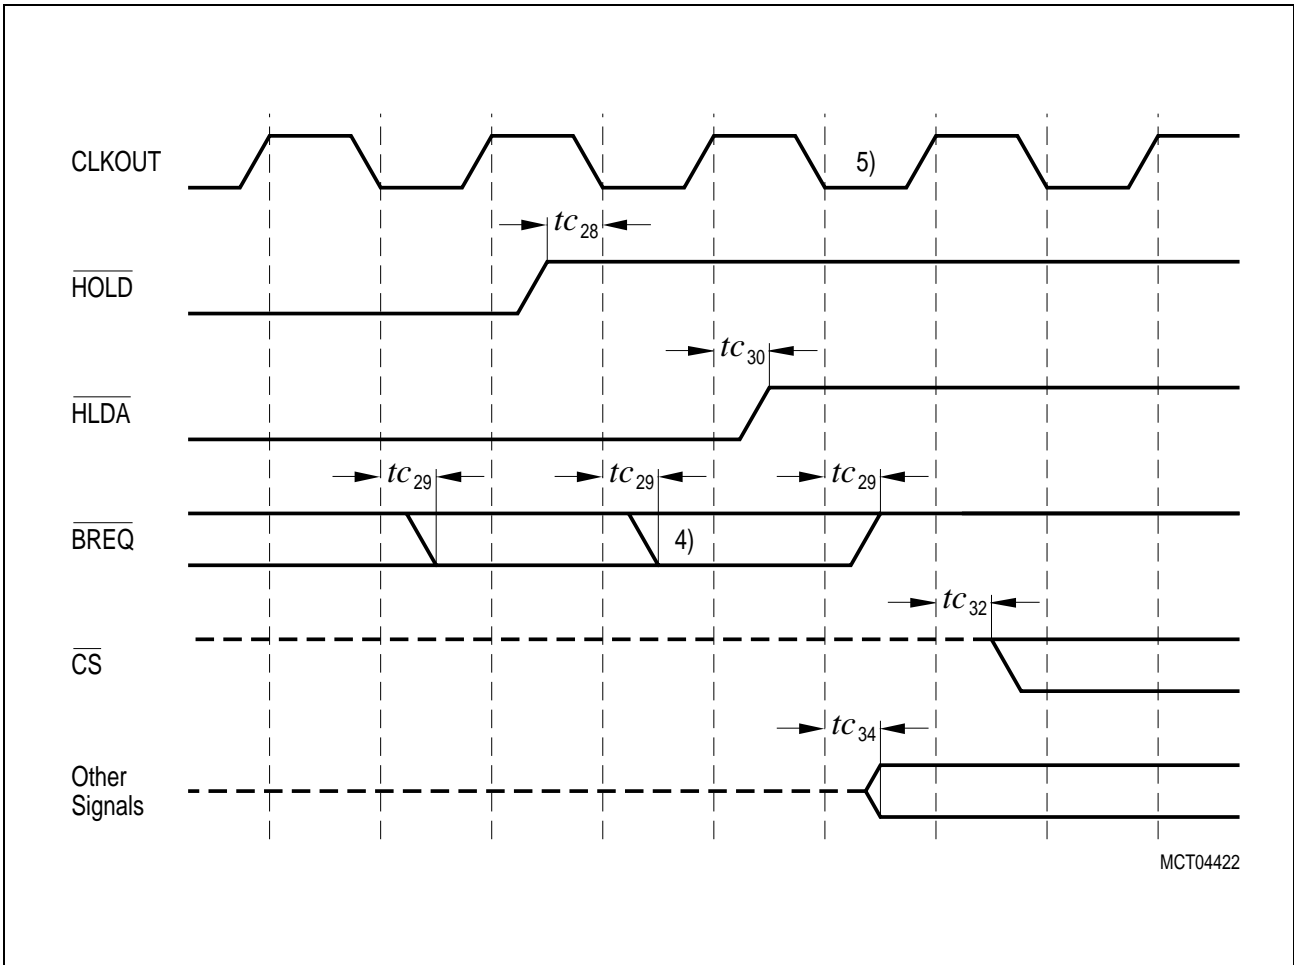 CLKOUT
5)
tc28
HOLD
tc30
HLDA
tc29 tc29 tc29
BREQ
4)
tc32
CS
tc34
Other
Signals
MCT04422